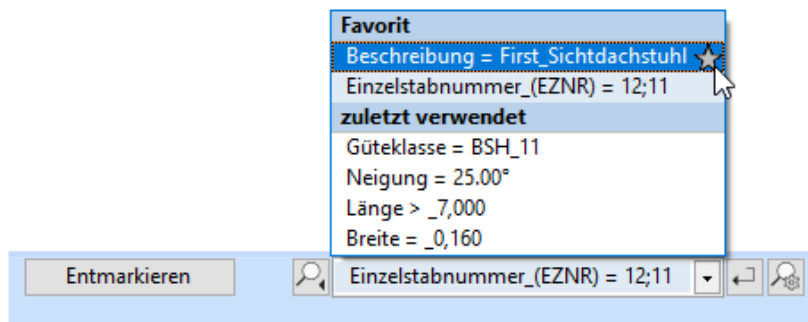 Favorit
Beschreibung = First_Sichtdachstuhl
Einzelstabnummer_(EZNR) = 12;11
zuletzt verwendet
Güteklasse = BSH_11
Neigung = 25.00°
Länge > _7,000
Breite = _0,160
Entmarkieren
Einzelstabnummer_(EZNR) = 12;11